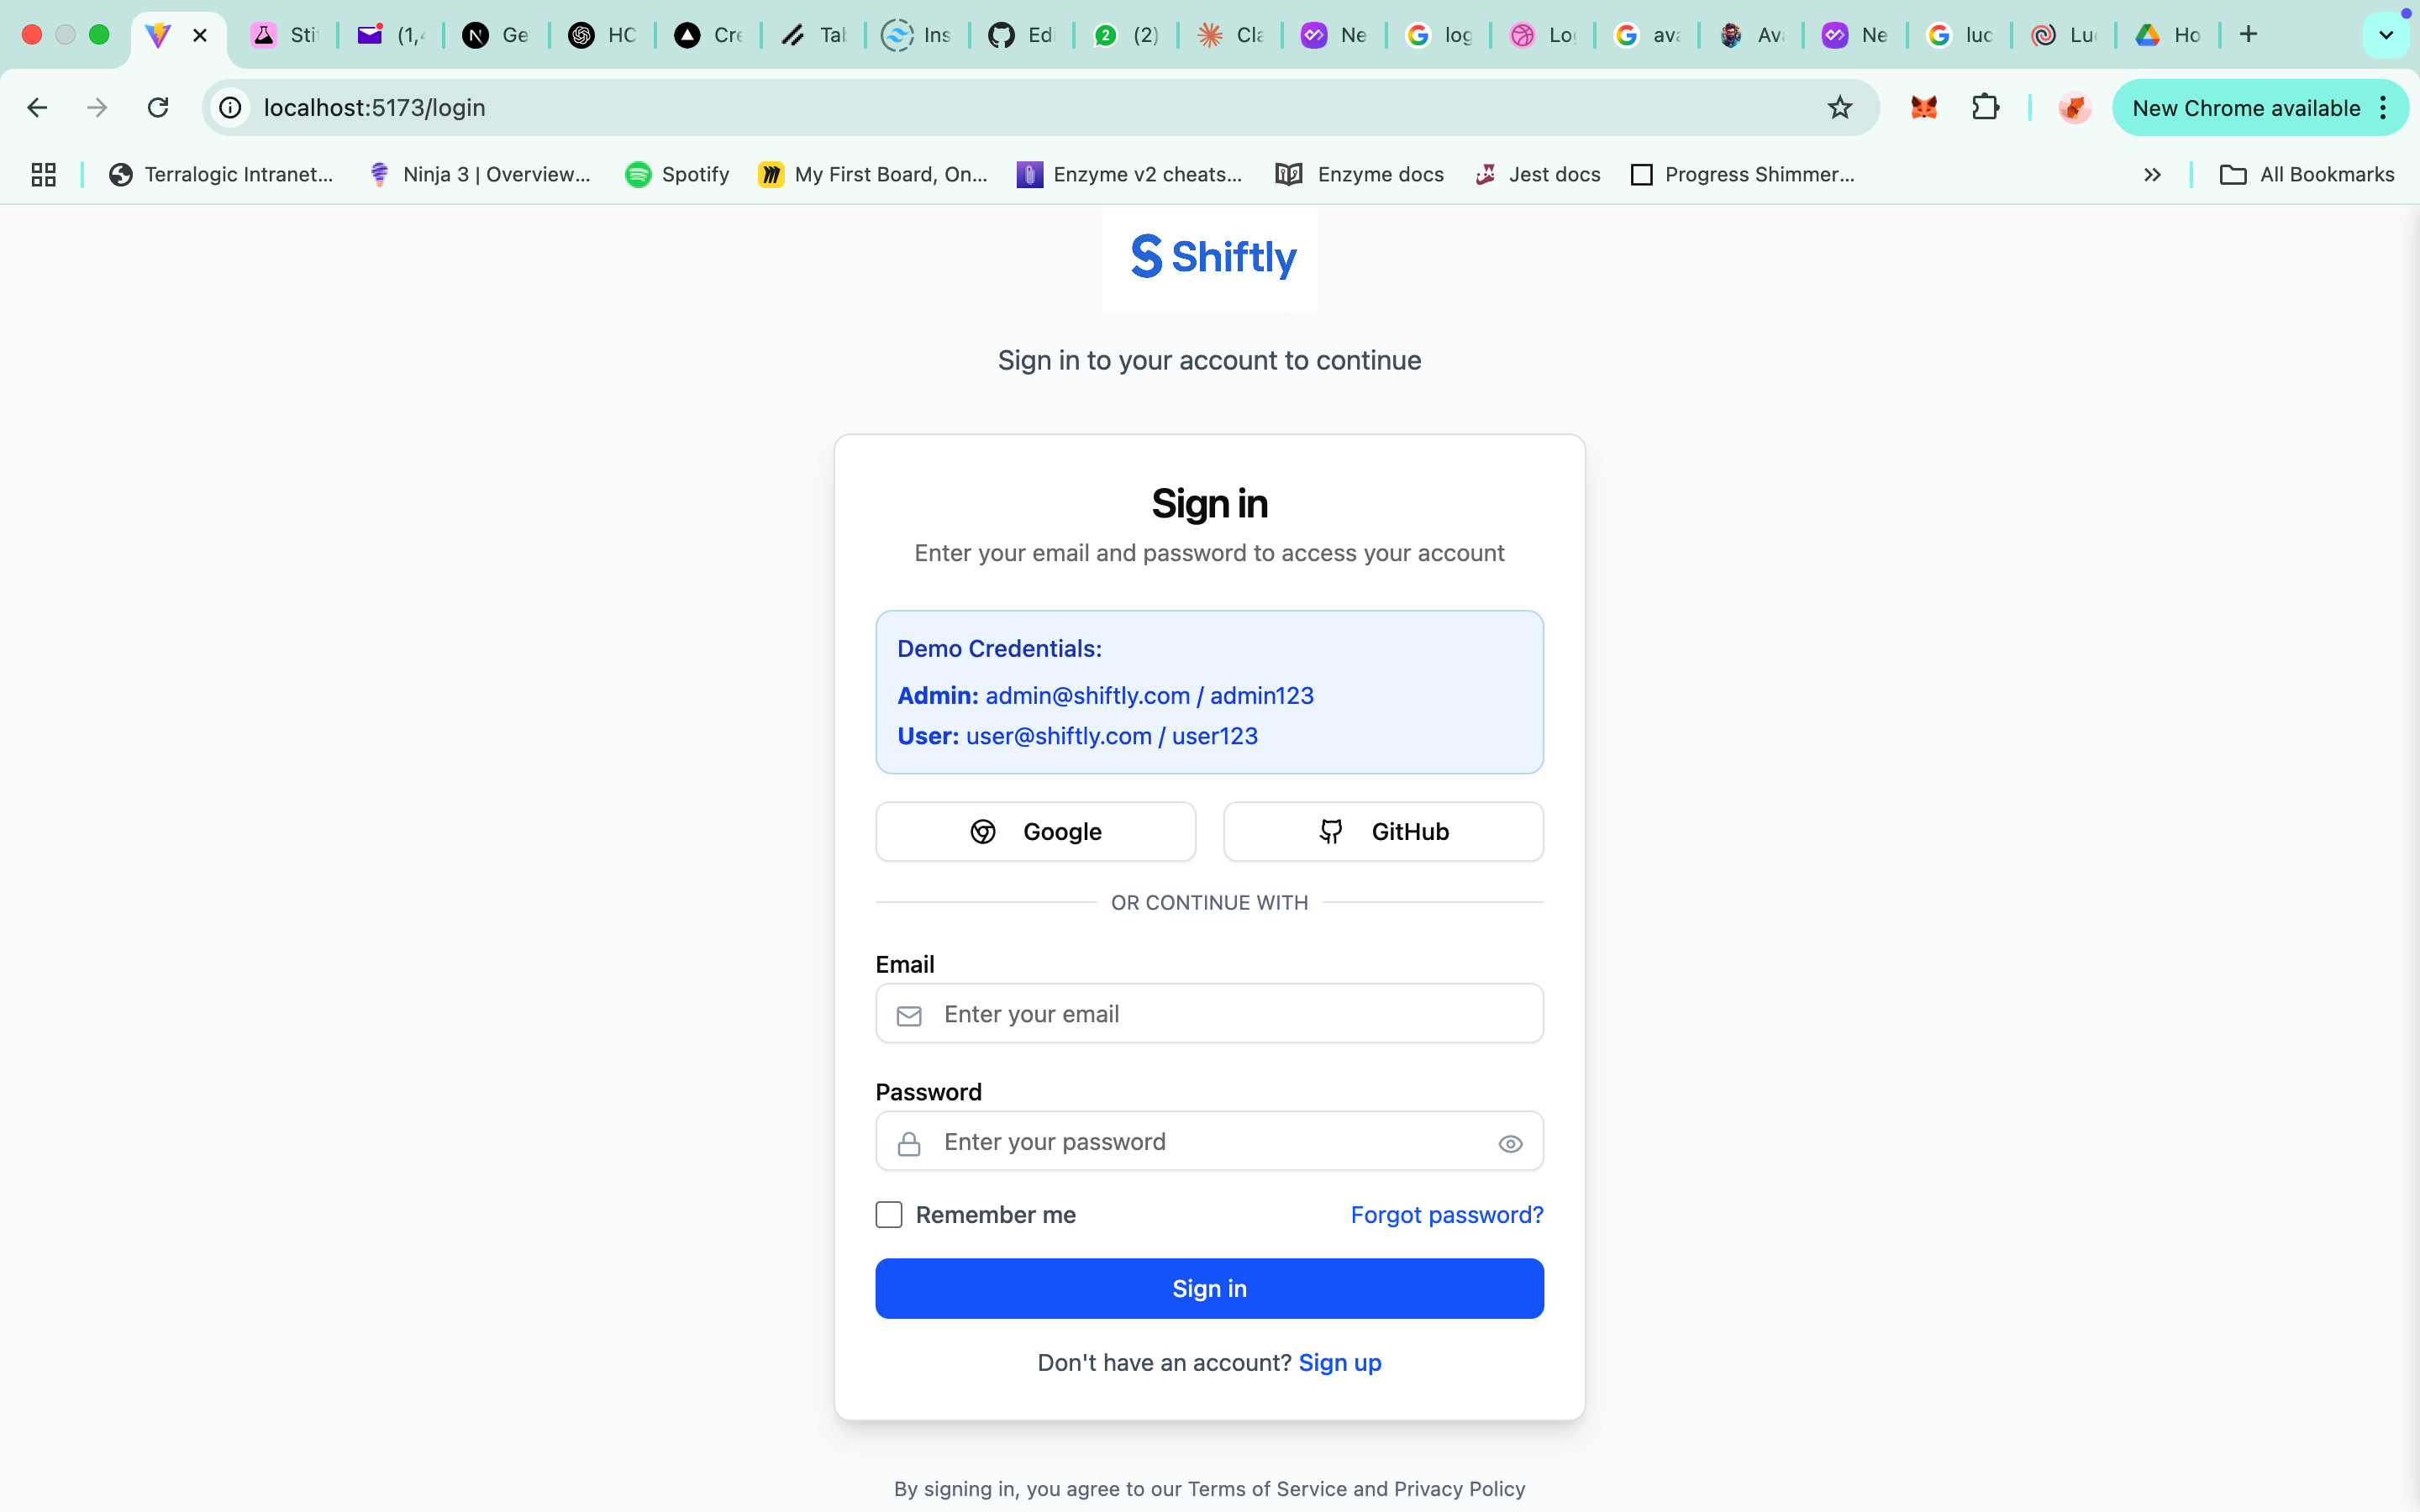 Sti
(1,4
Ge
HC
Cre
Tab
Ins
Edi
2
(2)
Cla
Ne
log
Lo
ava
Ava
Ne
luc
Lu
Ho
localhost:5173/login
New Chrome available
Terralogic Intranet...
Ninja 3 | Overview...
Spotify
My First Board, On...
Enzyme v2 cheats...
Enzyme docs
Jest docs
Progress Shimmer...
All Bookmarks
Shiftly
Sign in to your account to continue
Sign in
Enter your email and password to access your account
Demo Credentials:
Admin: admin@shiftly.com / admin123
User: user@shiftly.com / user123
Google
GitHub
OR CONTINUE WITH
Email
Enter your email
Password
Enter your password
Remember me
Forgot password?
Sign in
Don't have an account? Sign up
By signing in, you agree to our Terms of Service and Privacy Policy